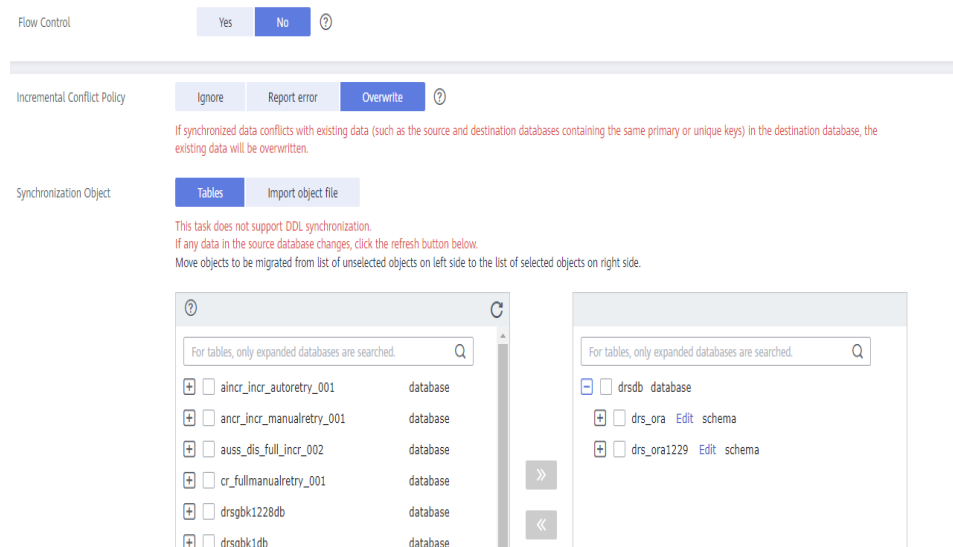 Flow Control Yes No ?
Incremental Conflict Policy Ignore Report error Overwrite ?
If synchronized data conflicts with existing data (such as the source and destination databases containing the same primary or unique keys) in the destination database, the
existing data will be overwritten.
Synchronization Object Tables Import object file
This task does not support DDL synchronization.
If any data in the source database changes, click the refresh button below.
Move objects to be migrated from list of unselected objects on left side to the list of selected objects on right side.
?
For tables, only expanded databases are searched.
aincr_incr_autoretry_001 database
ancr_incr_manualretry_001 database
auss_dis_full_incr_002 database
cr_fullmanualretry_001 database
drsgbk1228db database
drsgbk1db database
For tables, only expanded databases are searched.
drsdb database
drs_ora Edit schema
drs_ora1229 Edit schema